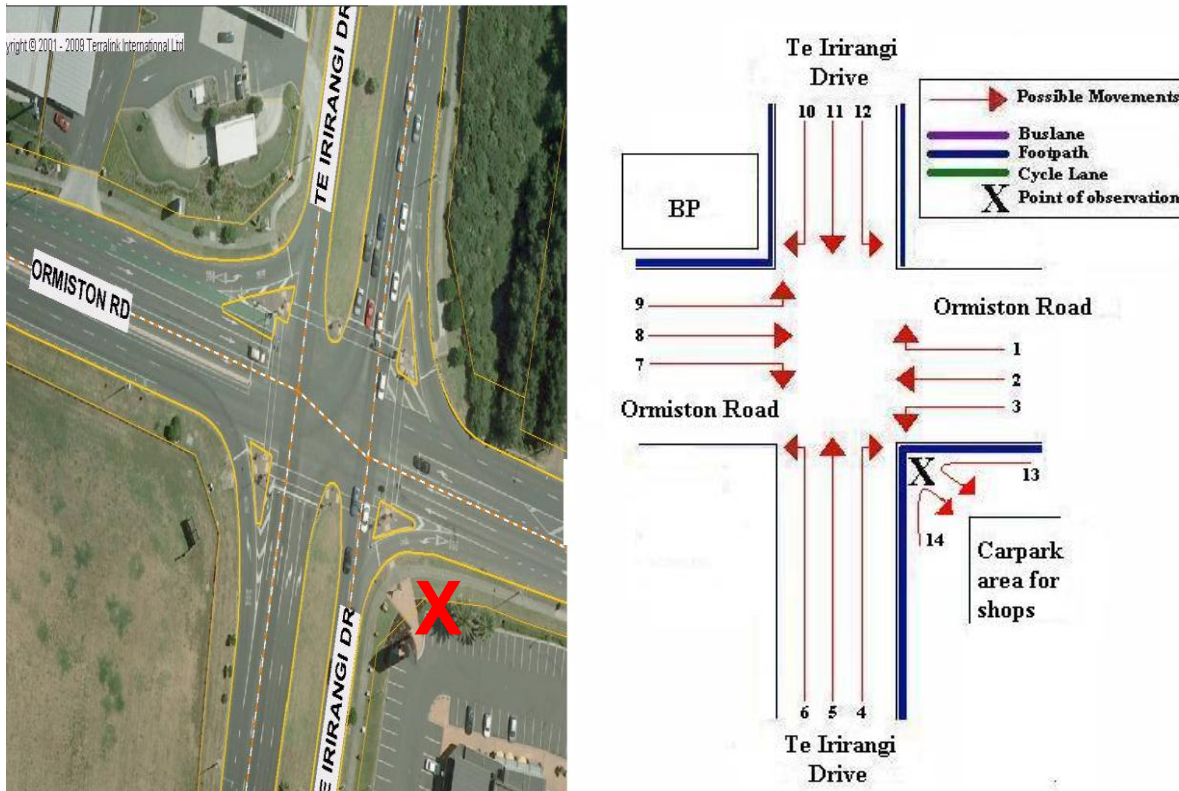 yright © 2001 - 2009 Terralink International Ltd
TE IRIRANGI DR
ORMISTON RD
X
TE IRIRANGI DR
Te Irirangi
Drive
10 11 12
Possible Movements
Buslane
Footpath
Cycle Lane
X Point of observation
BP
9
8
7
Ormiston Road
Ormiston Road
1
2
3
X
13
14
Carpark
area for
shops
6 5 4
Te Irirangi
Drive